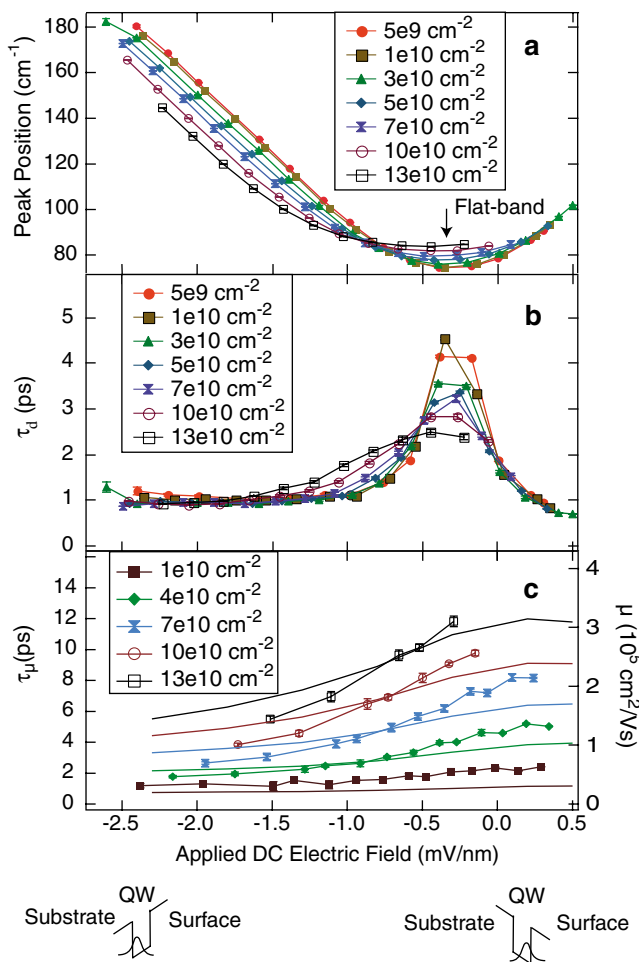 a
180
160
140
120
100
80
Peak Position (cm⁻¹)
5e9 cm⁻²
1e10 cm⁻²
3e10 cm⁻²
5e10 cm⁻²
7e10 cm⁻²
10e10 cm⁻²
13e10 cm⁻²
Flat-band
b
5
4
3
2
1
0
τd (ps)
5e9 cm⁻²
1e10 cm⁻²
3e10 cm⁻²
5e10 cm⁻²
7e10 cm⁻²
10e10 cm⁻²
13e10 cm⁻²
c
14
12
10
8
6
4
2
0
τμ(ps)
1e10 cm⁻²
4e10 cm⁻²
7e10 cm⁻²
10e10 cm⁻²
13e10 cm⁻²
4
3
2
1
0
μ (10⁵ cm²/Vs)
-2.5 -2.0 -1.5 -1.0 -0.5 0.0 0.5
Applied DC Electric Field (mV/nm)
QW
Substrate Surface
QW
Substrate Surface